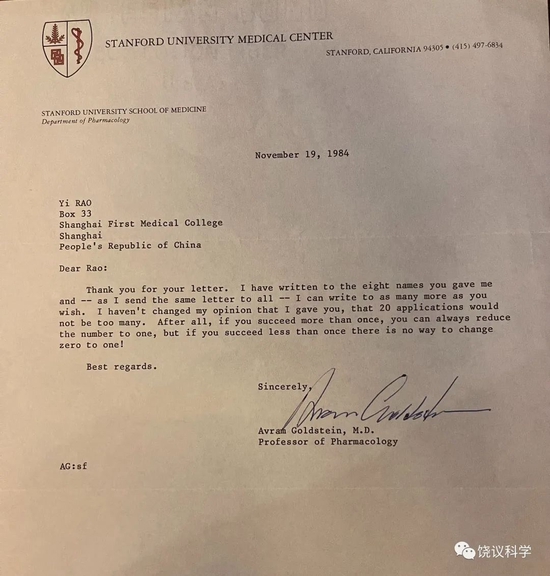 STANFORD UNIVERSITY MEDICAL CENTER
STANFORD, CALIFORNIA 94305 • (415) 497-6834
STANFORD UNIVERSITY SCHOOL OF MEDICINE
Department of Pharmacology
November 19, 1984
Yi RAO
Box 33
Shanghai First Medical College
Shanghai
People's Republic of China
Dear Rao:
Thank you for your letter. I have written to the eight names you gave me
and -- as I send the same letter to all -- I can write to as many more as you
wish. I haven't changed my opinion that I gave you, that 20 applications would
not be too many. After all, if you succeed more than once, you can always reduce
the number to one, but if you succeed less than once there is no way to change
zero to one!
Best regards.
Sincerely,
Avram Goldstein
Avram Goldstein, M.D.
Professor of Pharmacology
AG:sf
饶议科学